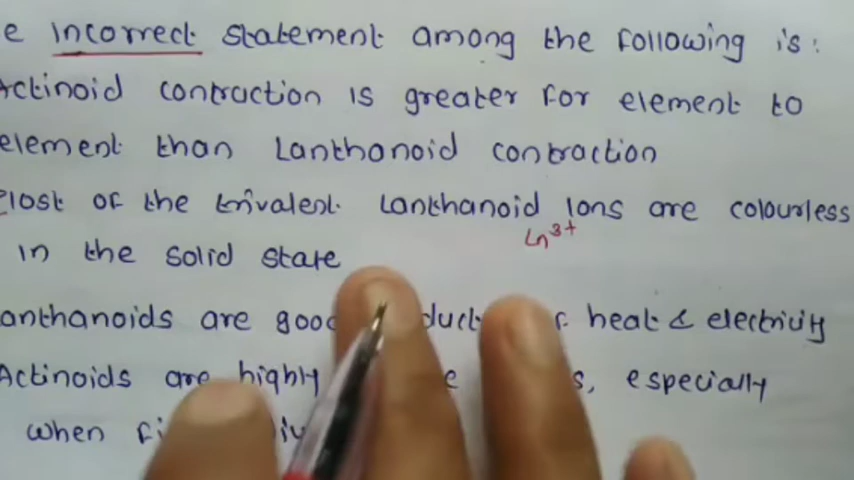 e incorrect statement among the following is:
Actinoid contraction is greater for element to
element than Lanthanoid contraction
Most of the trivalent Lanthanoid Ions are colourless
Ln3+
in the solid state
anthanoids are good heat & electricity
Actinoids are highly especially
when